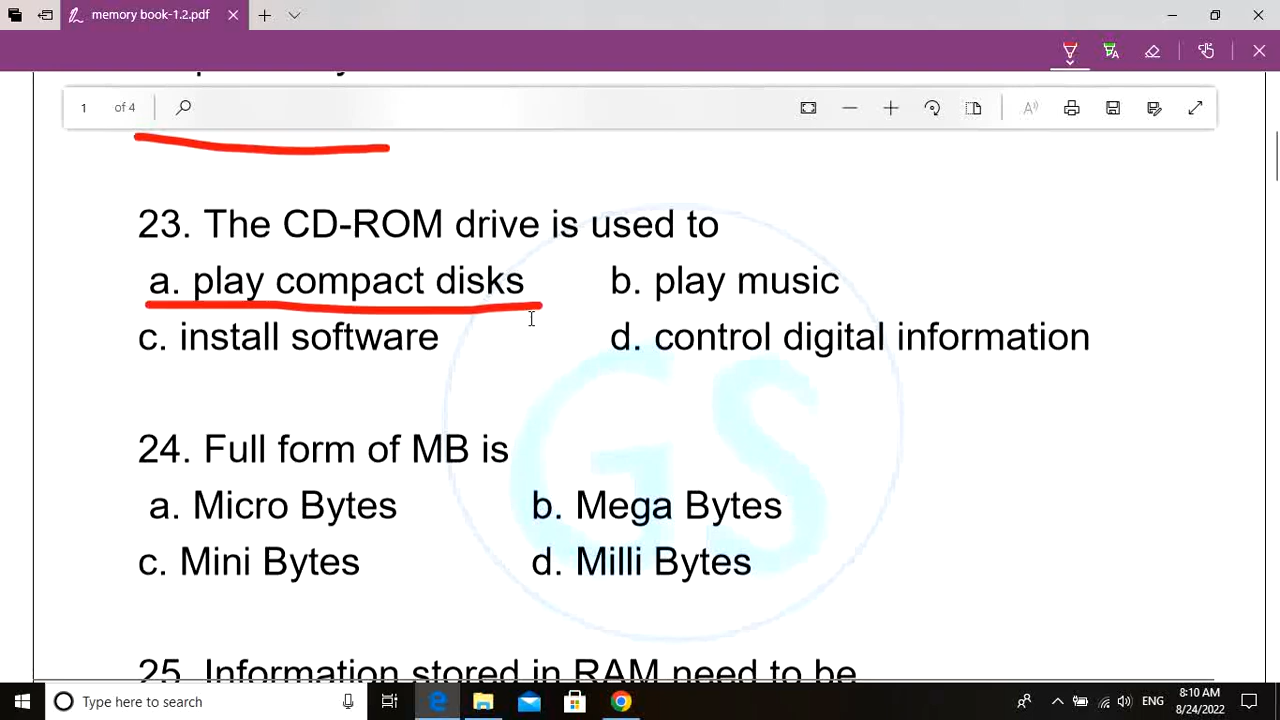 memory book-1.2.pdf
1 of 4
23. The CD-ROM drive is used to
a. play compact disks b. play music
c. install software d. control digital information
24. Full form of MB is
a. Micro Bytes b. Mega Bytes
c. Mini Bytes d. Milli Bytes
GS
25. Information stored in RAM need to be
Type here to search
ENG
8:10 AM
8/24/2022